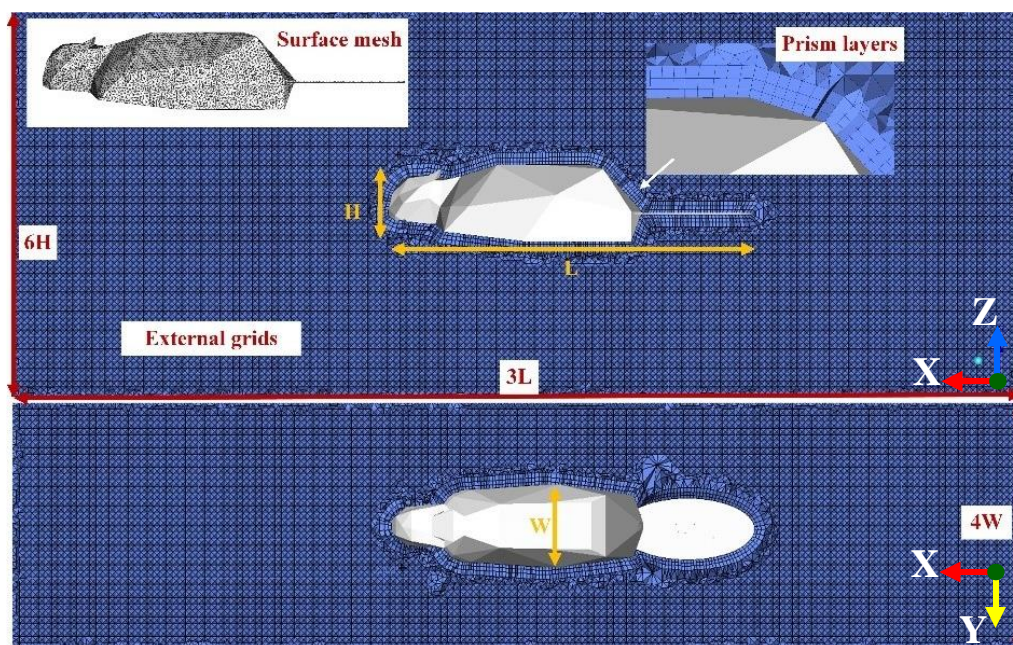 Surface mesh
Prism layers
H
6H
L
External grids
Z
X
3L
W
4W
X
Y